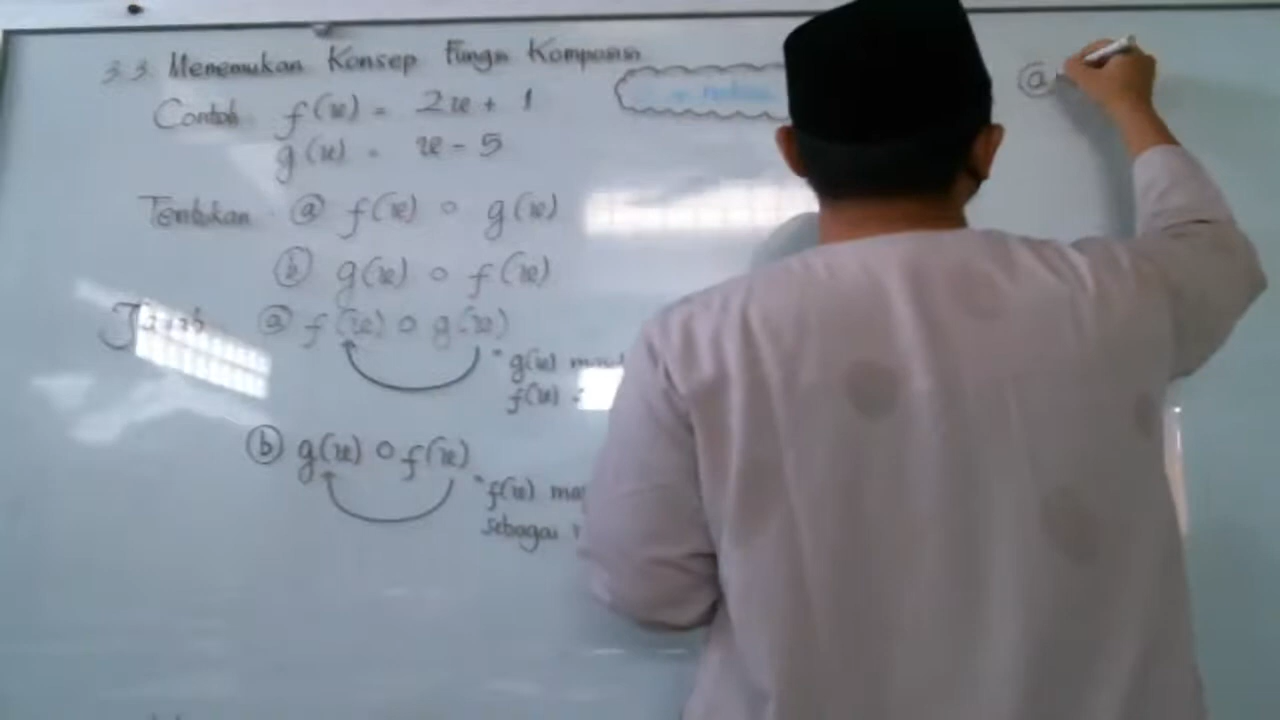 3.3 Menemukan Konsep Fungsi Komposisi
Contoh f(x) = 2x + 1
g(x) = x - 5
Tentukan ⓐ f(x) o g(x)
ⓑ g(x) o f(x)
Jawab ⓐ f(x) o g(x)
"g(x)
f(x)
ⓑ g(x) o f(x)
"f(x)
sebagai
ⓐ